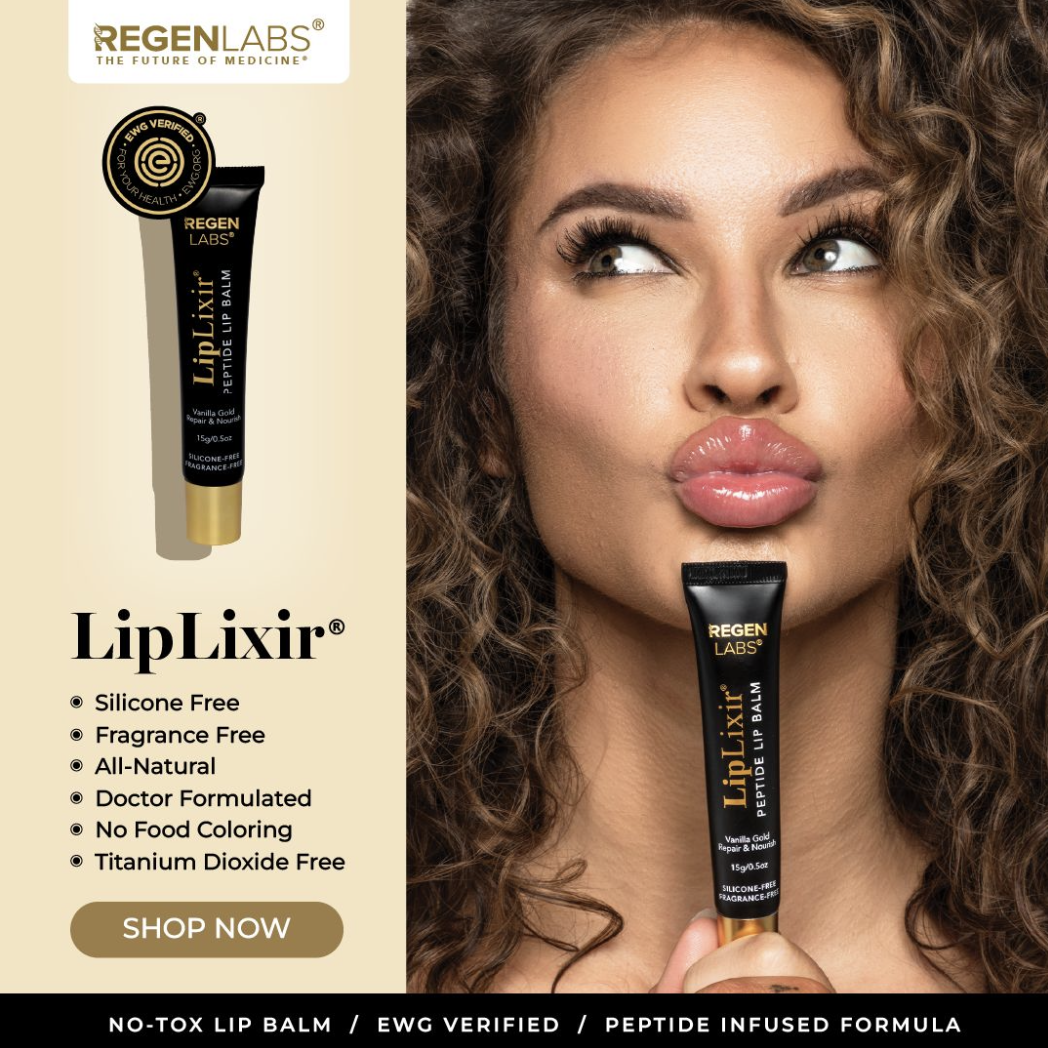 REGENLABS®
THE FUTURE OF MEDICINE®
EWG VERIFIED ®
FOR YOUR HEALTH • EWG.ORG
REGEN
LABS®
LipLixir®
PEPTIDE LIP BALM
Vanilla Gold
Repair & Nourish
15g/0.5oz
SILICONE-FREE
FRAGRANCE-FREE
LipLixir®
Silicone Free
Fragrance Free
All-Natural
Doctor Formulated
No Food Coloring
Titanium Dioxide Free
SHOP NOW
REGEN
LABS®
LipLixir®
PEPTIDE LIP BALM
Vanilla Gold
Repair & Nourish
15g/0.5oz
SILICONE-FREE
FRAGRANCE-FREE
NO-TOX LIP BALM / EWG VERIFIED / PEPTIDE INFUSED FORMULA